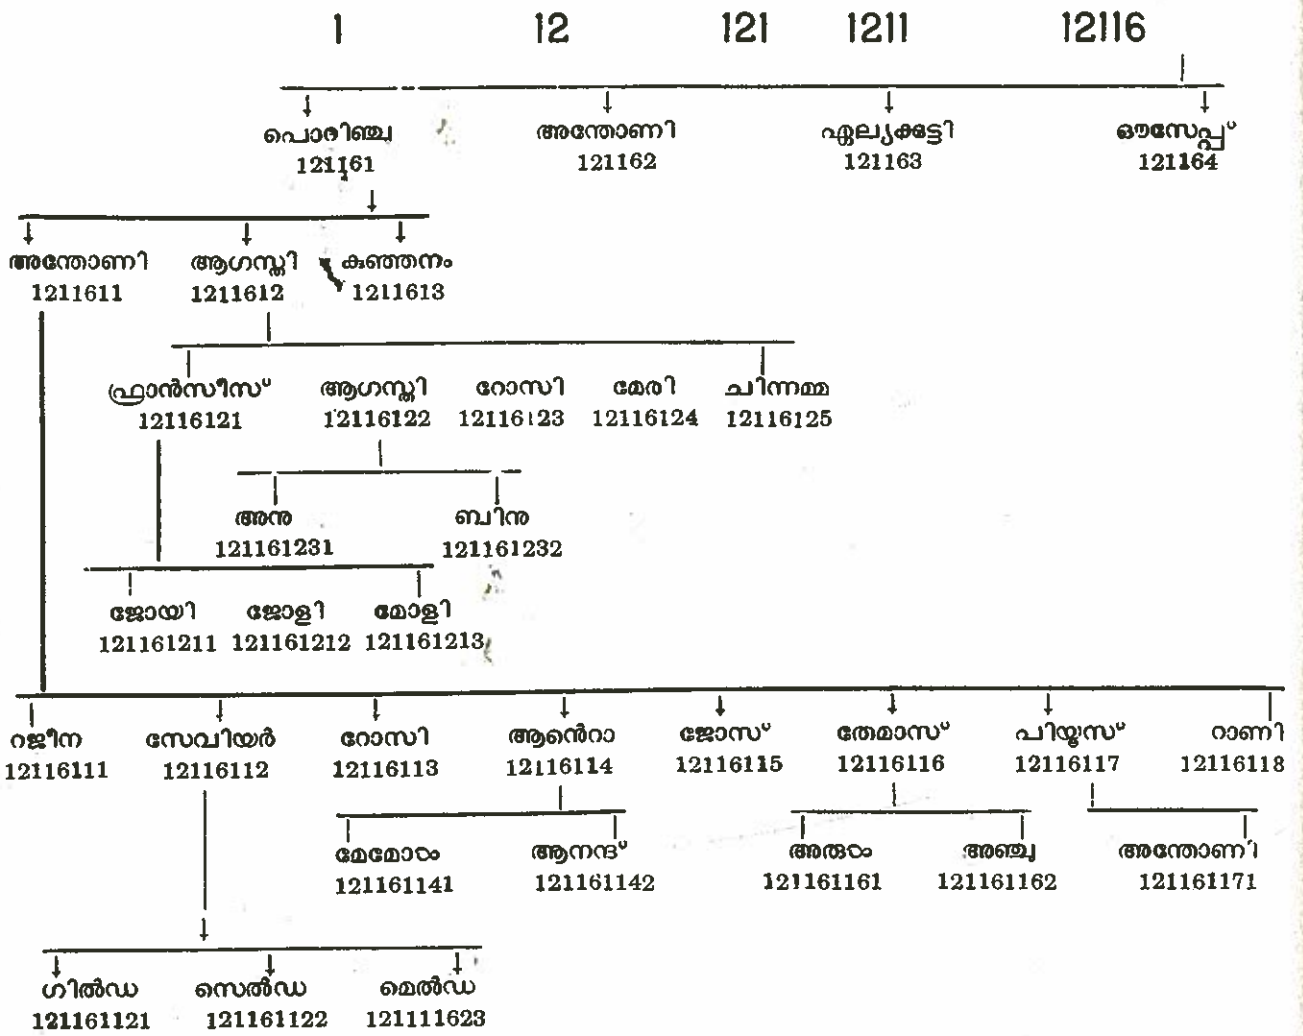 1 12 121 1211 12116
പൊരിഞ്ചു അന്തോണി ഏല്യക്കുട്ടി ഔസേപ്പ്
121161 121162 121163 121164
അന്തോണി ആഗസ്തി കുഞ്ഞനം
1211611 1211612 1211613
ഫ്രാൻസീസ് ആഗസ്തി റോസി മേരി ചിന്നമ്മ
12116121 12116122 12116123 12116124 12116125
അനു ബിനു
121161231 121161232
ജോയി ജോളി മോളി
121161211 121161212 121161213
റജീന സേവിയർ റോസി ആൻറോ ജോസ് തോമാസ് പിയൂസ് റാണി
12116111 12116112 12116113 12116114 12116115 12116116 12116117 12116118
ആനന്ദ് അഞ്ചു അന്തോണി
121161141 121161142 121161161 121161162 121161171
ഗിൽഡ സെൽഡ മെൽഡ
121161121 121161122 121111623